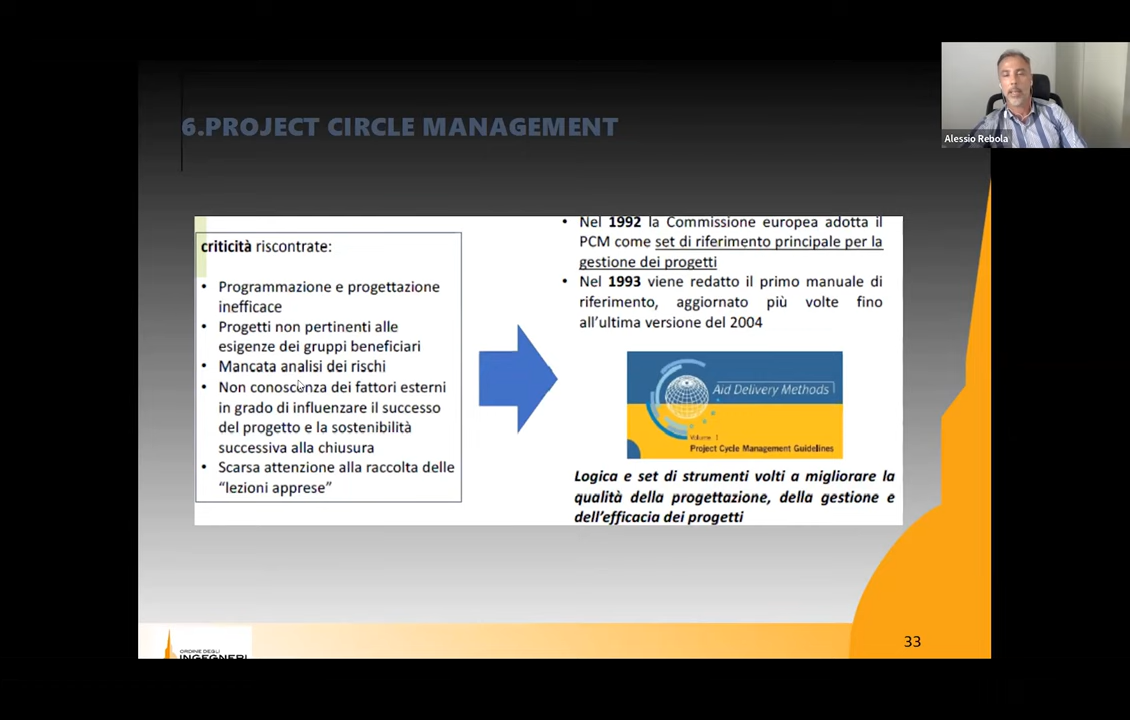 Alessio Rebola
6.PROJECT CIRCLE MANAGEMENT
criticità riscontrate:
• Programmazione e progettazione
inefficace
• Progetti non pertinenti alle
esigenze dei gruppi beneficiari
• Mancata analisi dei rischi
• Non conoscenza dei fattori esterni
in grado di influenzare il successo
del progetto e la sostenibilità
successiva alla chiusura
• Scarsa attenzione alla raccolta delle
“lezioni apprese”
• Nel 1992 la Commissione europea adotta il
PCM come set di riferimento principale per la
gestione dei progetti
• Nel 1993 viene redatto il primo manuale di
riferimento, aggiornato più volte fino
all’ultima versione del 2004
Aid Delivery Methods
Volume 1
Project Cycle Management Guidelines
Logica e set di strumenti volti a migliorare la
qualità della progettazione, della gestione e
dell’efficacia dei progetti
ORDINE DEGLI
INGEGNERI
33